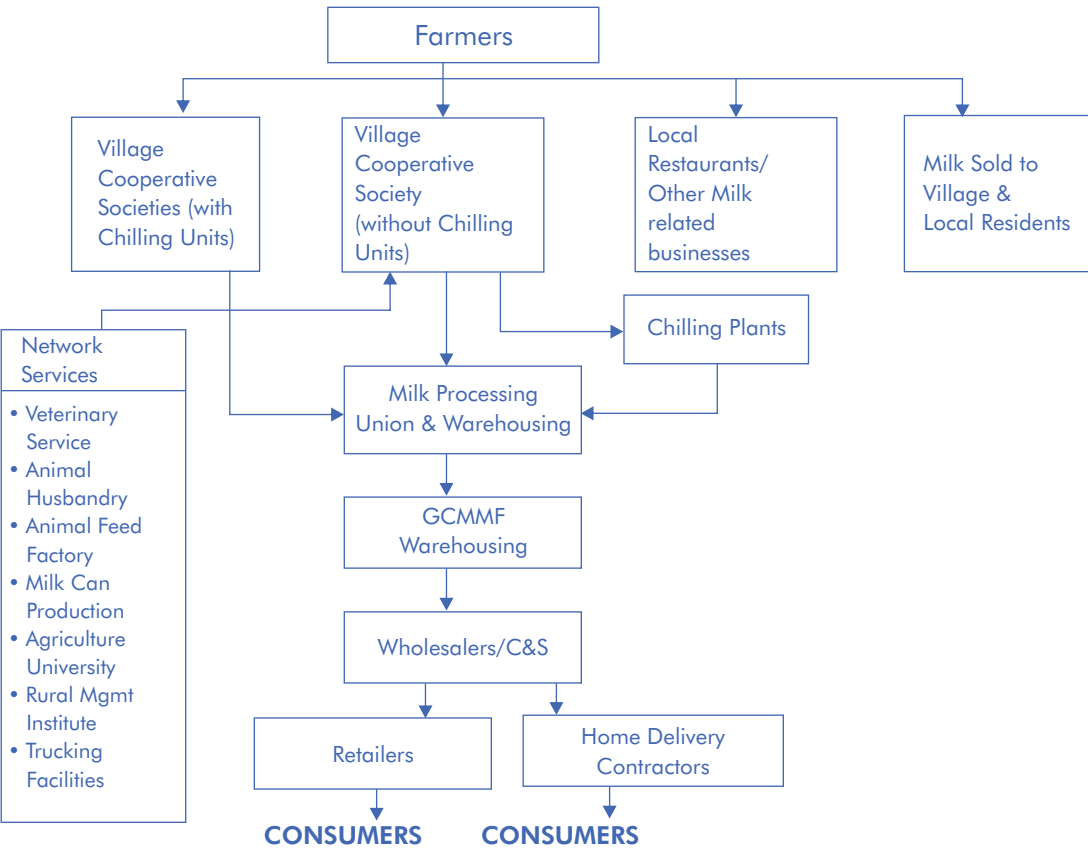 Farmers
Village
Cooperative
Societies (with
Chilling Units)
Village
Cooperative
Society
(without Chilling
Units)
Local
Restaurants/
Other Milk
related
businesses
Milk Sold to
Village &
Local Residents
Chilling Plants
Network
Services
• Veterinary
Service
• Animal
Husbandry
• Animal Feed
Factory
• Milk Can
Production
• Agriculture
University
• Rural Mgmt
Institute
• Trucking
Facilities
Milk Processing
Union & Warehousing
GCMMF
Warehousing
Wholesalers/C&S
Retailers
Home Delivery
Contractors
CONSUMERS
CONSUMERS